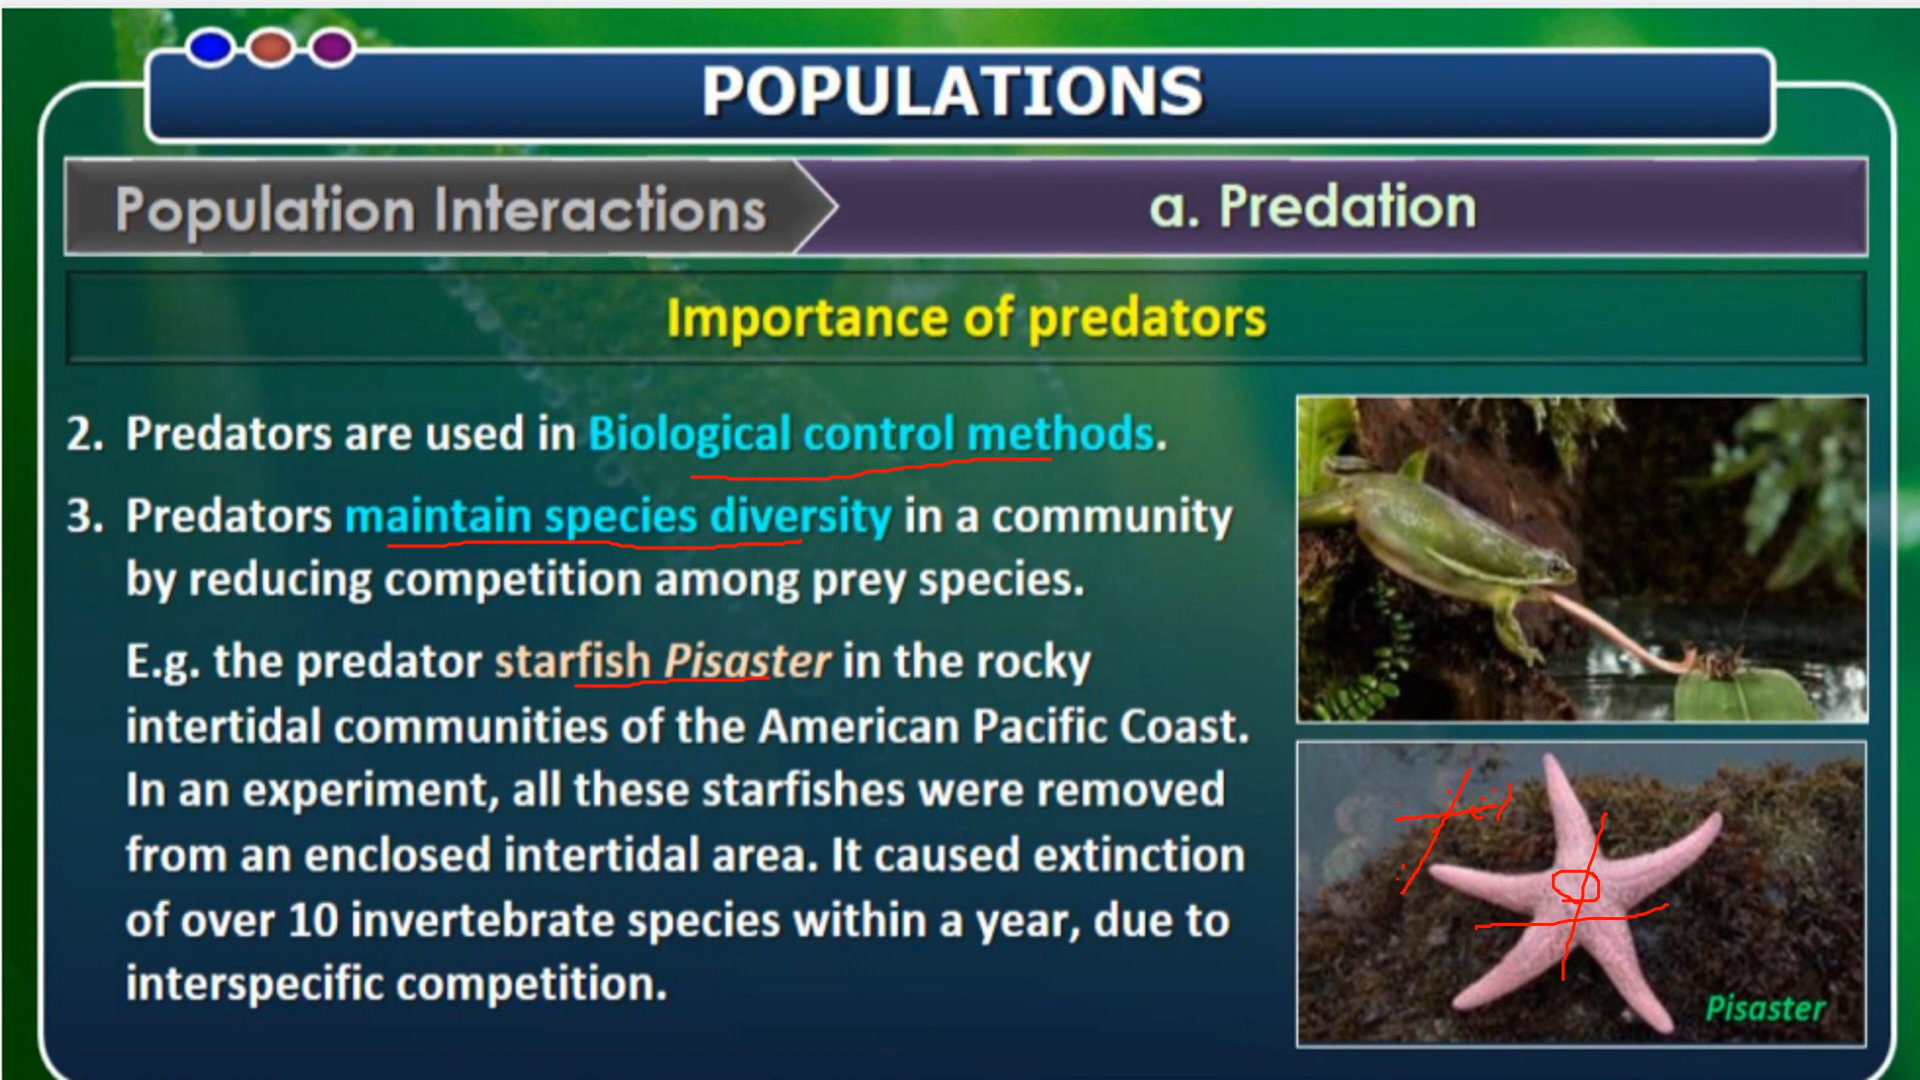 POPULATIONS
Population Interactions
a. Predation
Importance of predators
2. Predators are used in Biological control methods.
3. Predators maintain species diversity in a community
by reducing competition among prey species.
E.g. the predator starfish Pisaster in the rocky
intertidal communities of the American Pacific Coast.
In an experiment, all these starfishes were removed
from an enclosed intertidal area. It caused extinction
of over 10 invertebrate species within a year, due to
interspecific competition.
Pisaster